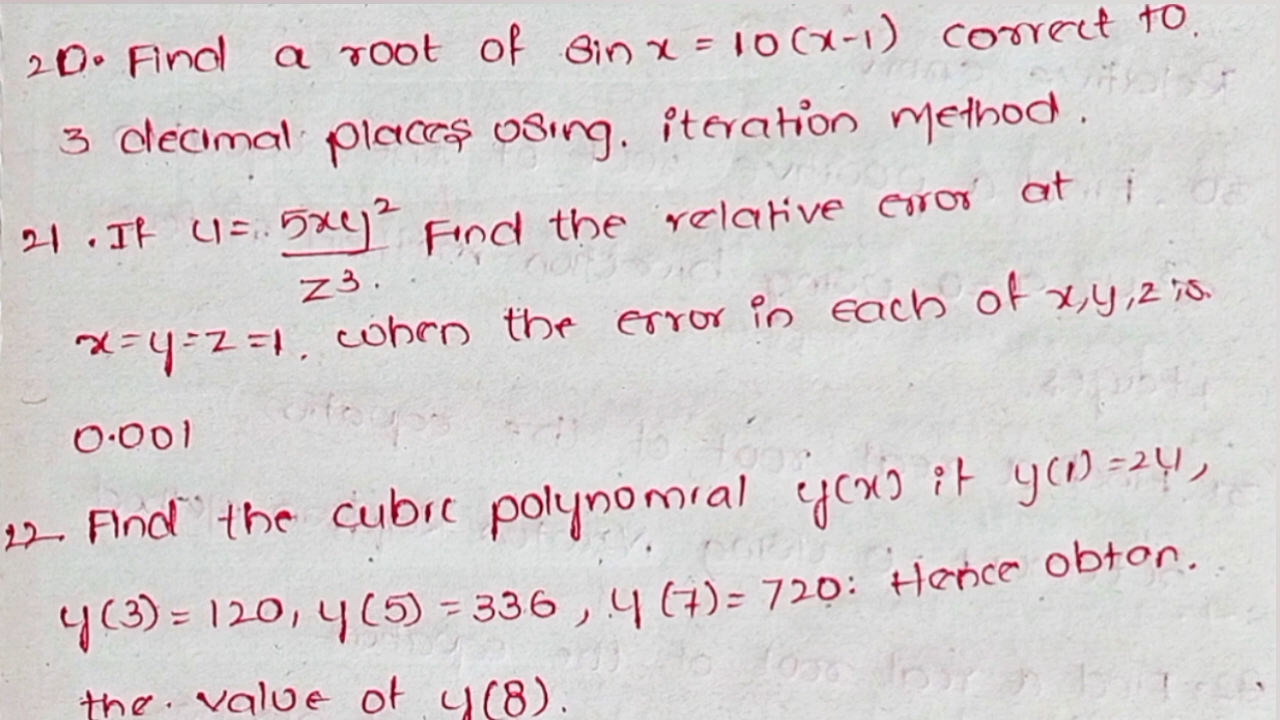 20. Find a root of sin x = 10(x-1) correct to.
3 decimal places using. iteration method.
21. If u = 5xy²/z³. Find the relative error at
x=y=z=1. when the error in each of x,y,z is.
0.001
22. Find the cubic polynomial y(x) if y(1)=24,
y(3)=120, y(5)=336, y(7)=720: Hence obtan.
the. value of y(8).